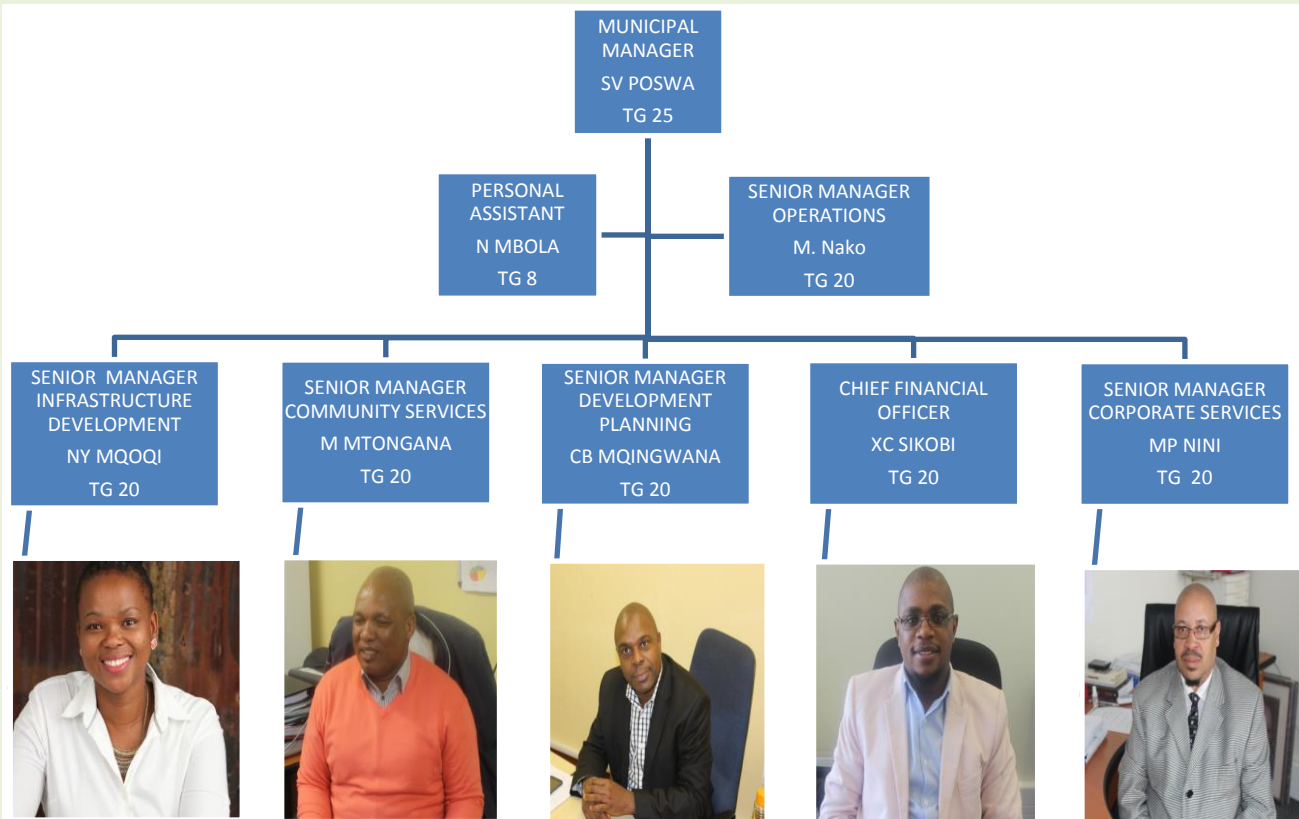 MUNICIPAL
MANAGER
SV POSWA
TG 25
PERSONAL
ASSISTANT
N MBOLA
TG 8
SENIOR MANAGER
OPERATIONS
M. Nako
TG 20
SENIOR MANAGER
INFRASTRUCTURE
DEVELOPMENT
NY MQOQI
TG 20
SENIOR MANAGER
COMMUNITY SERVICES
M MTONGANA
TG 20
SENIOR MANAGER
DEVELOPMENT
PLANNING
CB MQINGWANA
TG 20
CHIEF FINANCIAL
OFFICER
XC SIKOBI
TG 20
SENIOR MANAGER
CORPORATE SERVICES
MP NINI
TG 20